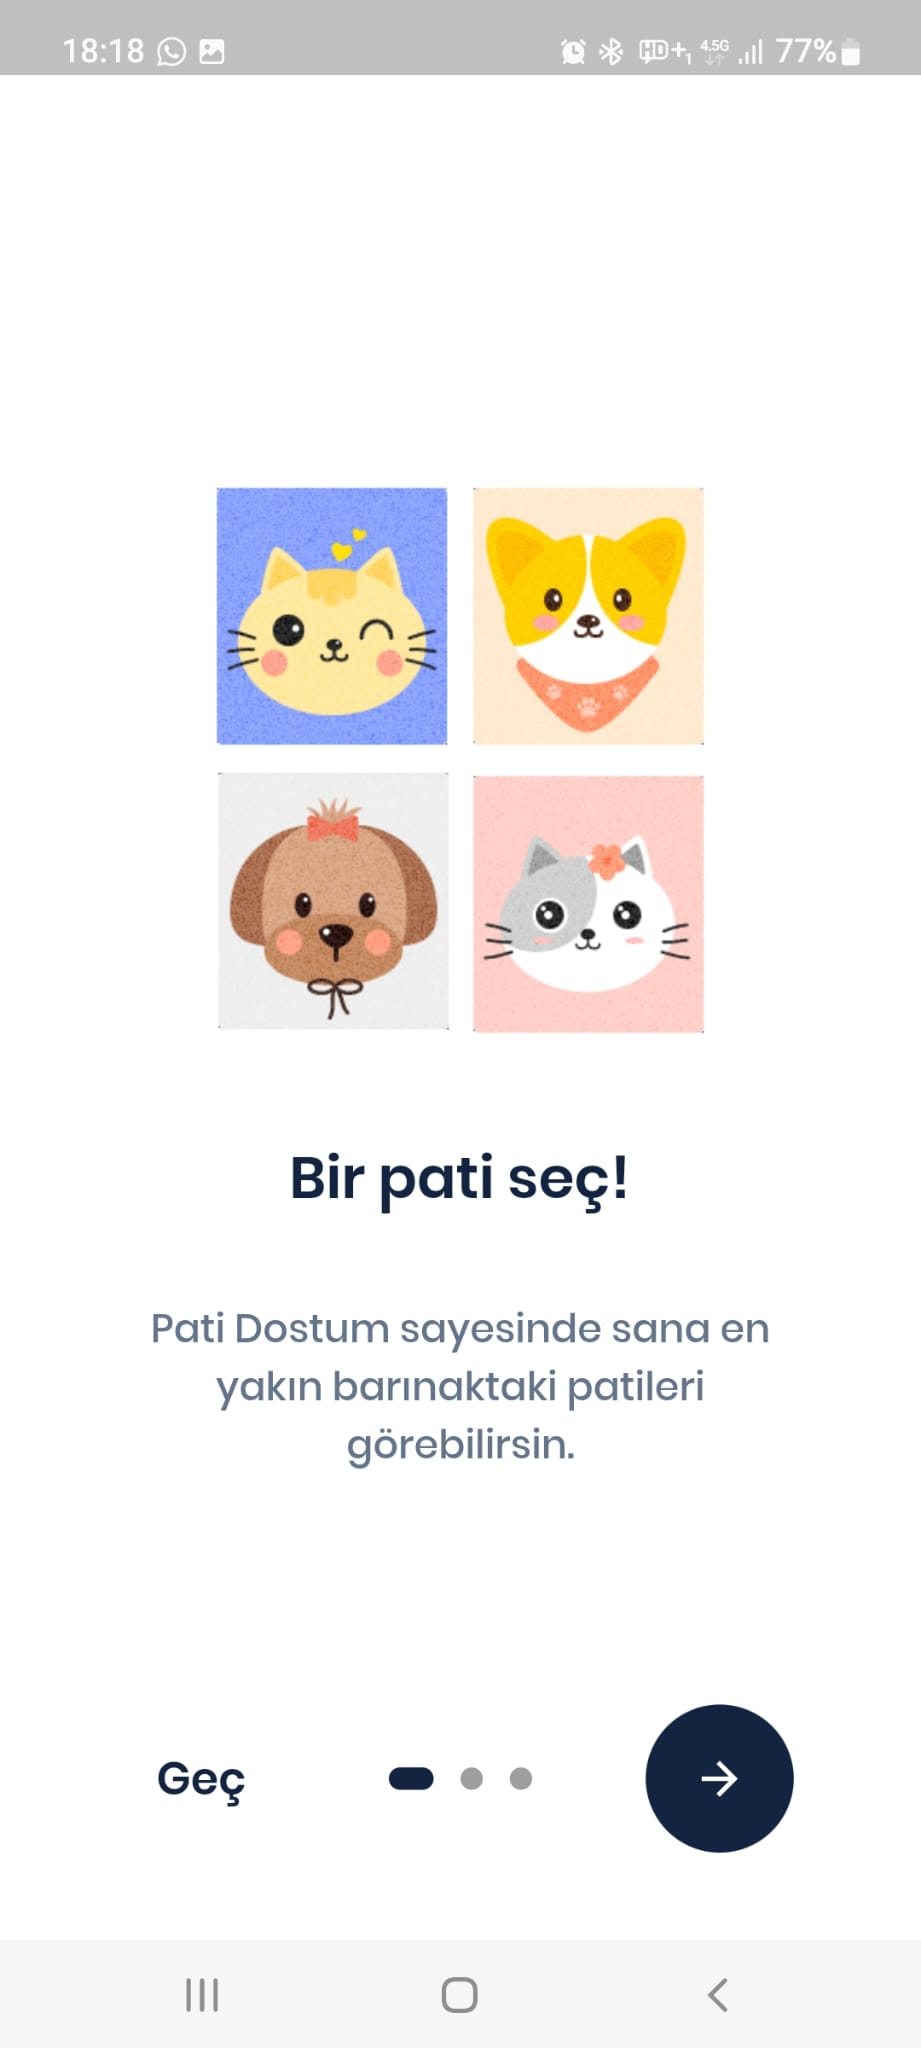 18:18 HD+1 4.5G 77%
Bir pati seç!
Pati Dostum sayesinde sana en
yakın barınaktaki patileri
görebilirsin.
Geç